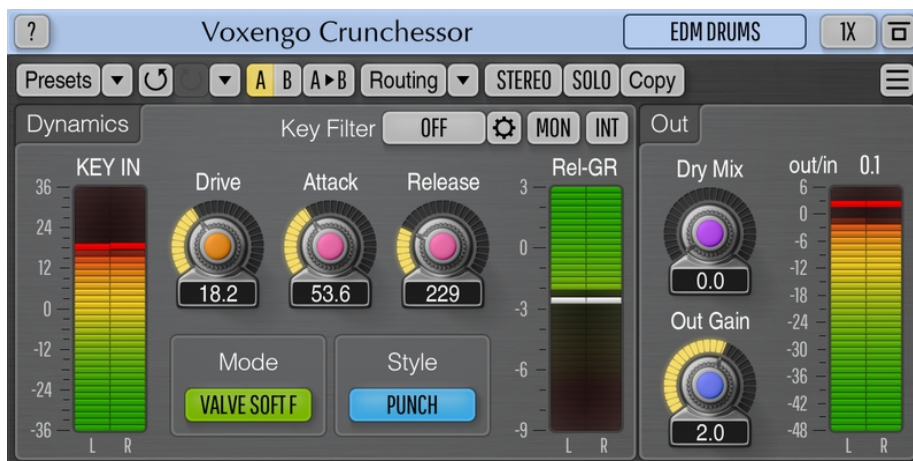 ? Voxengo Crunchessor EDM DRUMS 1X
Presets A B A▸B Routing STEREO SOLO Copy
Dynamics Key Filter OFF MON INT Out
KEY IN Drive Attack Release Rel-GR Dry Mix out/in 0.1
36 3 6
24 0
0 -6
12 -12
18.2 53.6 229 0.0
0 -3 -18
Out Gain
-24
-12 Mode Style -30
-6 -36
-24 VALVE SOFT F PUNCH -42
-36 -9 2.0 -48
L R L R L R